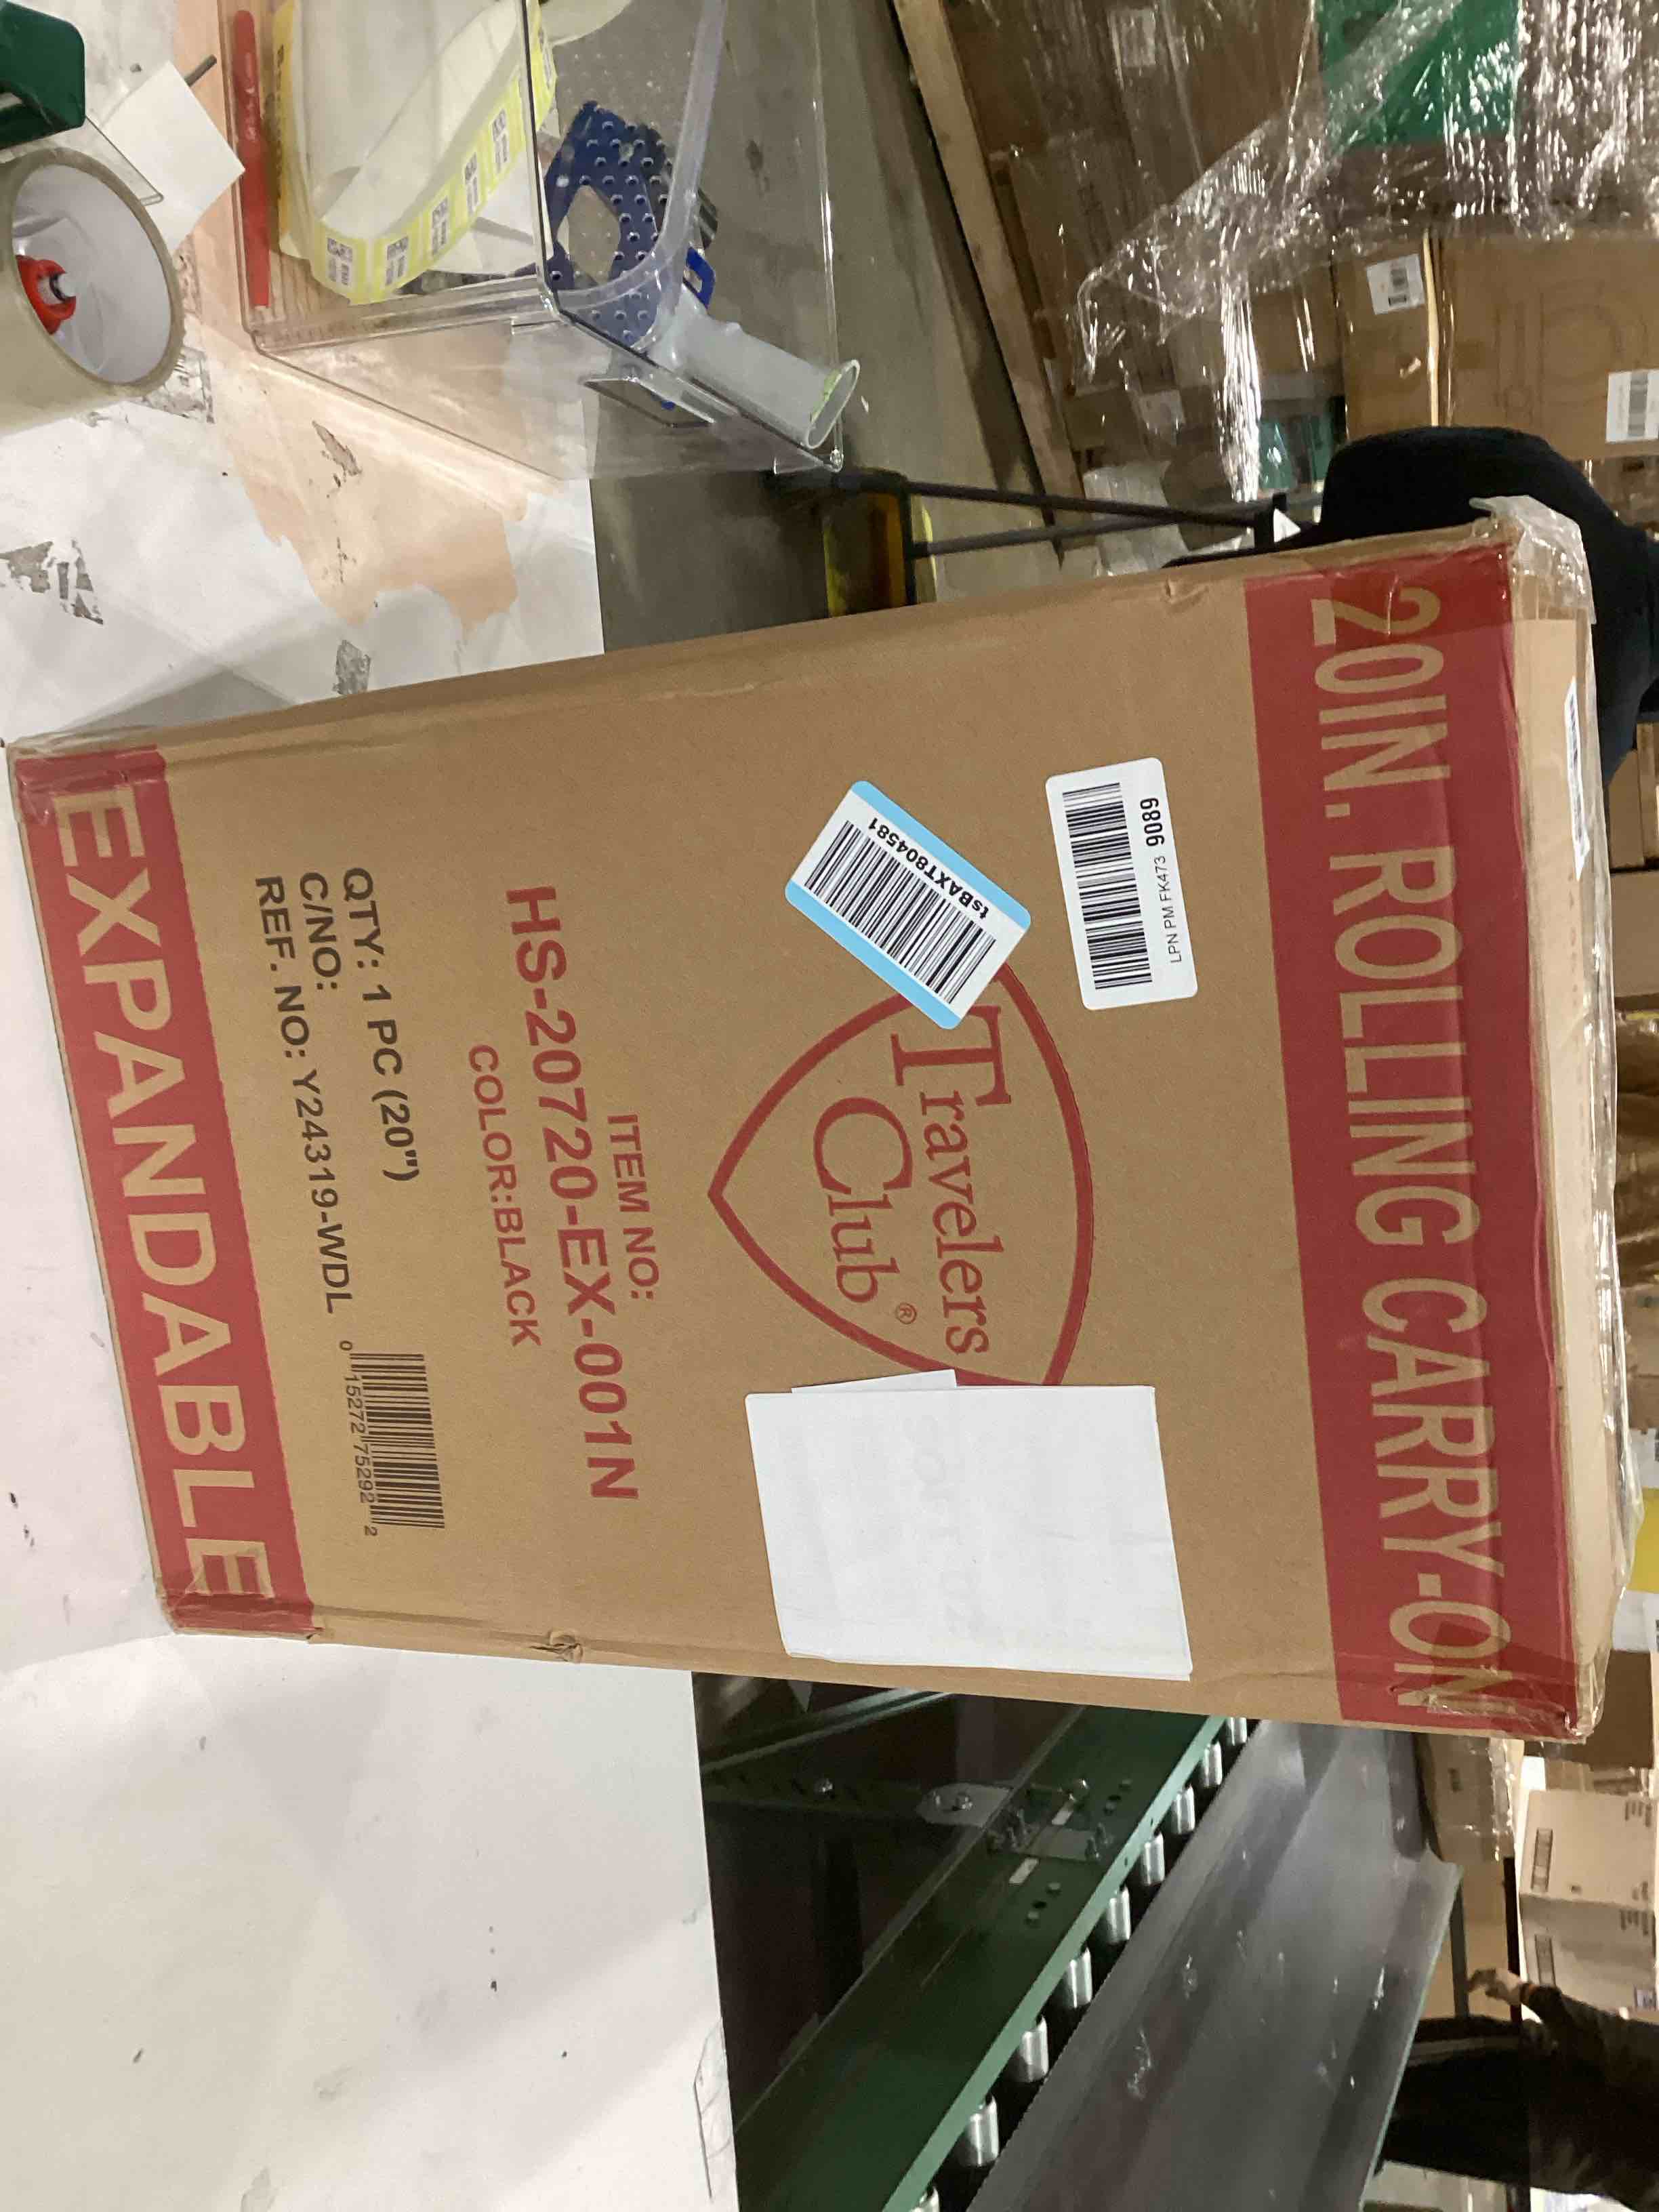 20IN. ROLLING CARRY-ON
LPN PM FK473 9089
tsBAXT804581
Travelers
Club®
ITEM NO:
HS-20720-EX-001N
COLOR:BLACK
QTY: 1 PC (20")
C/NO:
REF. NO: Y24319-WDL
0 15272 75292 2
EXPANDABLE